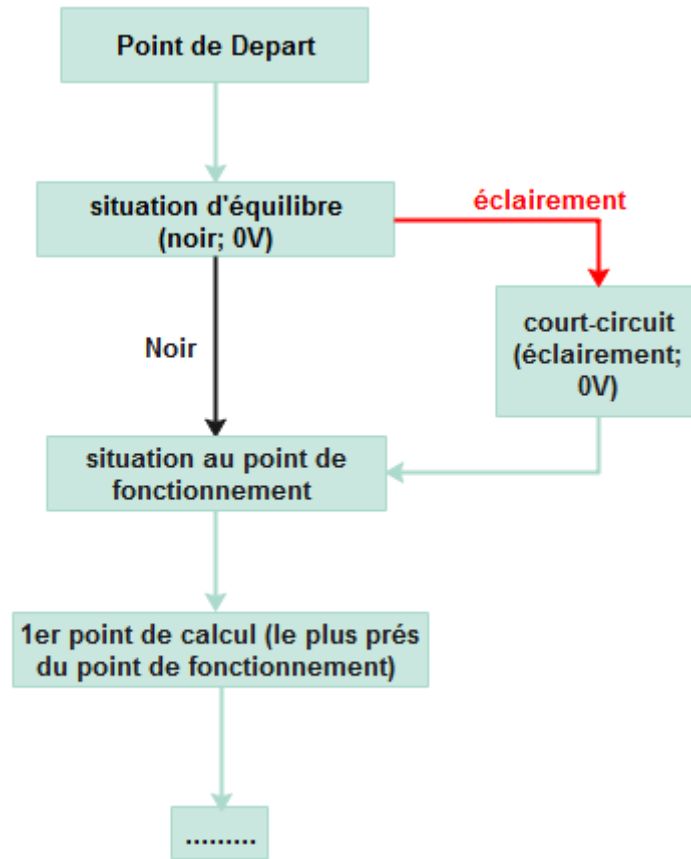 Point de Depart
situation d'équilibre
(noir; 0V)
éclairement
Noir
court-circuit
(éclairement;
0V)
situation au point de
fonctionnement
1er point de calcul (le plus prés
du point de fonctionnement)
.........